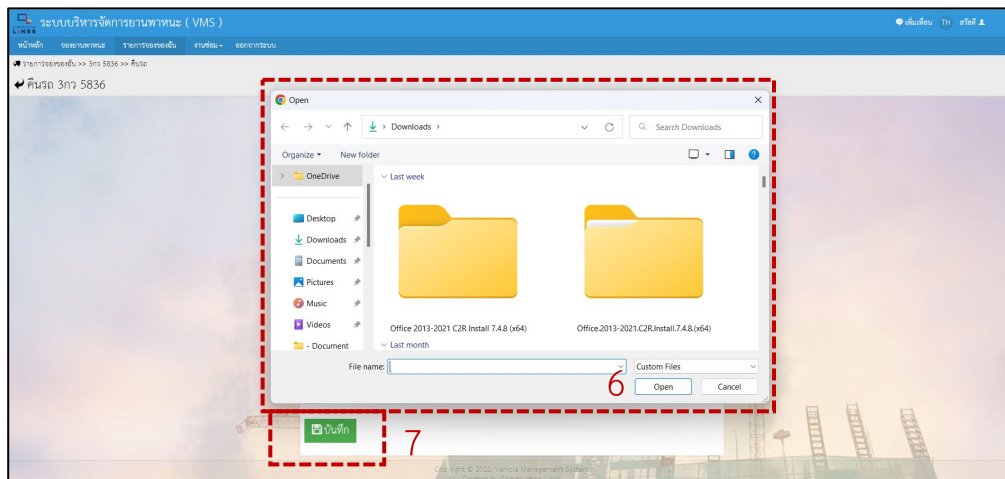 ระบบบริหารจัดการยานพาหนะ ( VMS )
LINES
เพิ่มเพื่อน TH สวัสดี
หน้าหลัก จองยานพาหนะ รายการจองของฉัน งานซ่อม ออกจากระบบ
รายการจองของฉัน >> 3กว 5836 >> คืนรถ
คืนรถ 3กว 5836
Open
Downloads
Search Downloads
Organize New folder
OneDrive
Last week
Desktop
Downloads
Documents
Pictures
Music
Videos
- Document
Office 2013-2021 C2R Install 7.4.8 (x64)
Office.2013-2021.C2R.Install.7.4.8.(x64)
Last month
File name:
Custom Files
6
Open Cancel
บันทึก
7
Copyright © 2022, Vehicle Management System